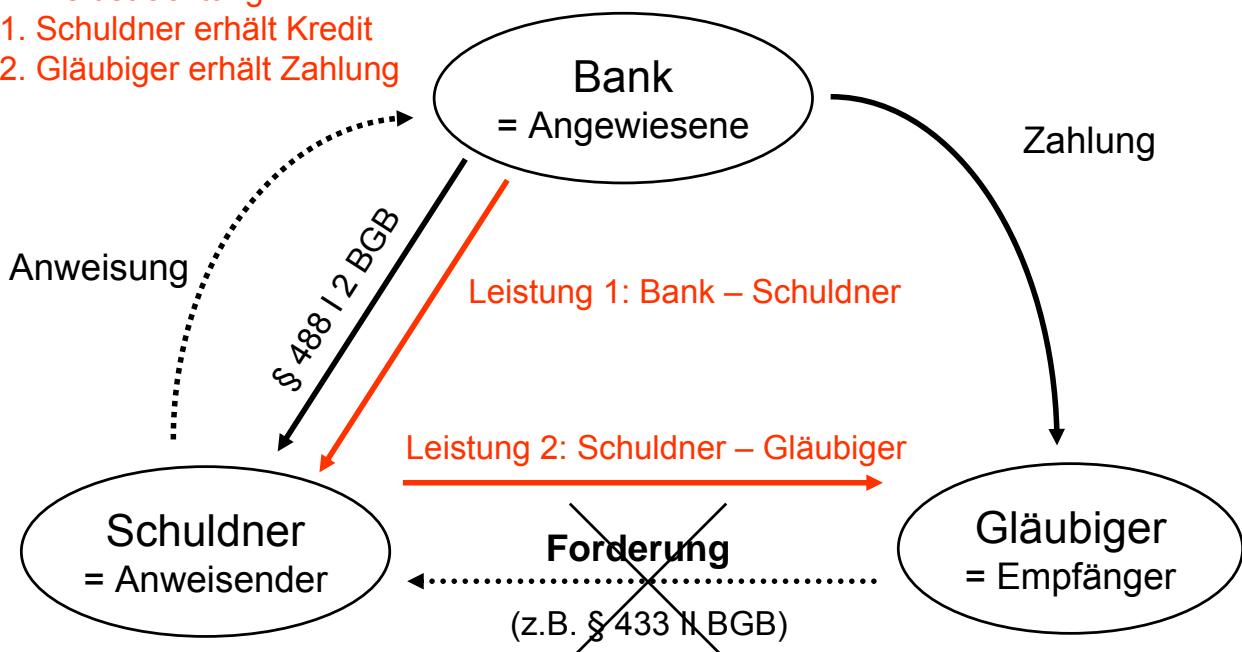 1. Schuldner erhält Kredit
2. Gläubiger erhält Zahlung
Bank
= Angewiesene
Zahlung
Anweisung
§ 488 I 2 BGB
Leistung 1: Bank – Schuldner
Leistung 2: Schuldner – Gläubiger
Schuldner
= Anweisender
Forderung
(z.B. § 433 II BGB)
Gläubiger
= Empfänger